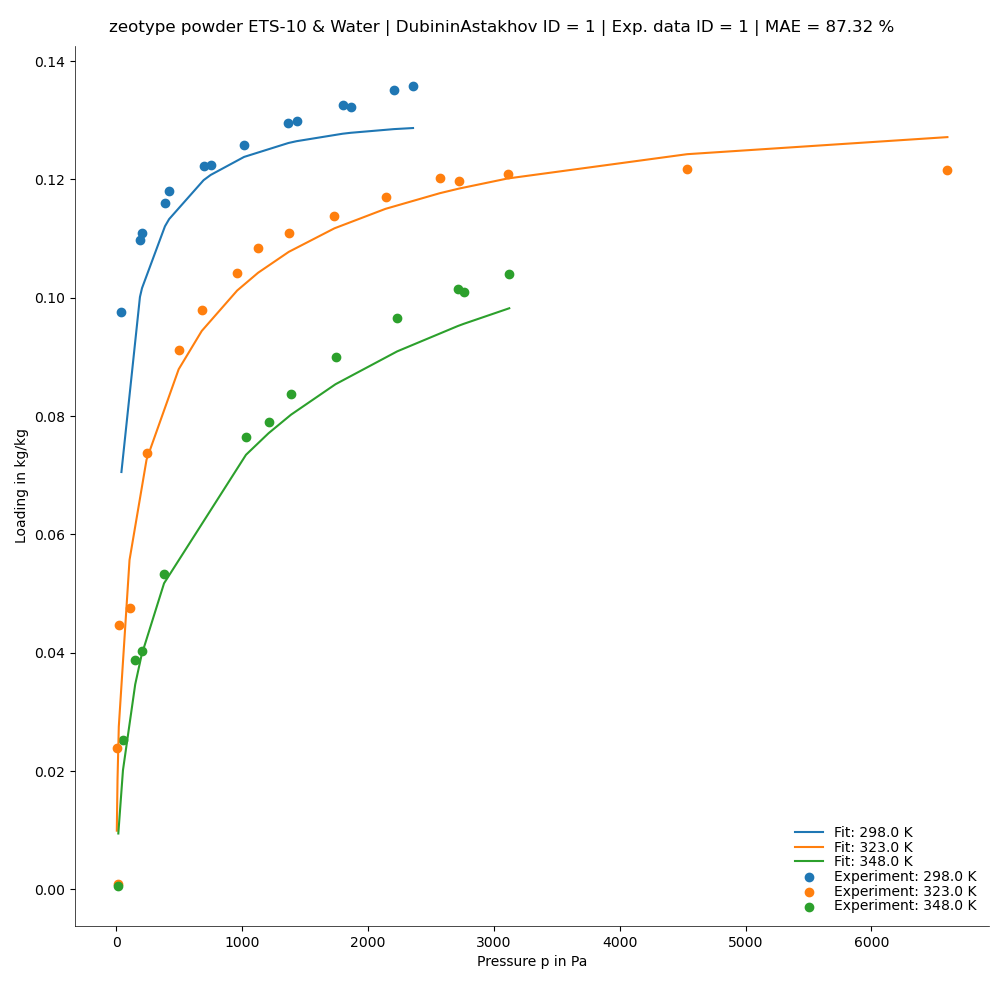 zeotype powder ETS-10 & Water | DubininAstakhov ID = 1 | Exp. data ID = 1 | MAE = 87.32 %
0.14
0.12
0.10
0.08
0.06
0.04
0.02
0.00
Loading in kg/kg
Fit: 298.0 K
Fit: 323.0 K
Fit: 348.0 K
Experiment: 298.0 K
Experiment: 323.0 K
Experiment: 348.0 K
0 1000 2000 3000 4000 5000 6000
Pressure p in Pa